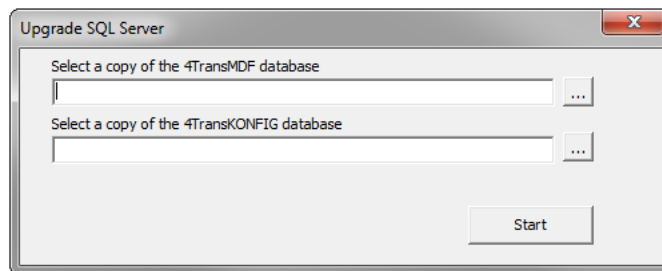 Upgrade SQL Server
Select a copy of the 4TransMDF database
...
Select a copy of the 4TransKONFIG database
...
Start